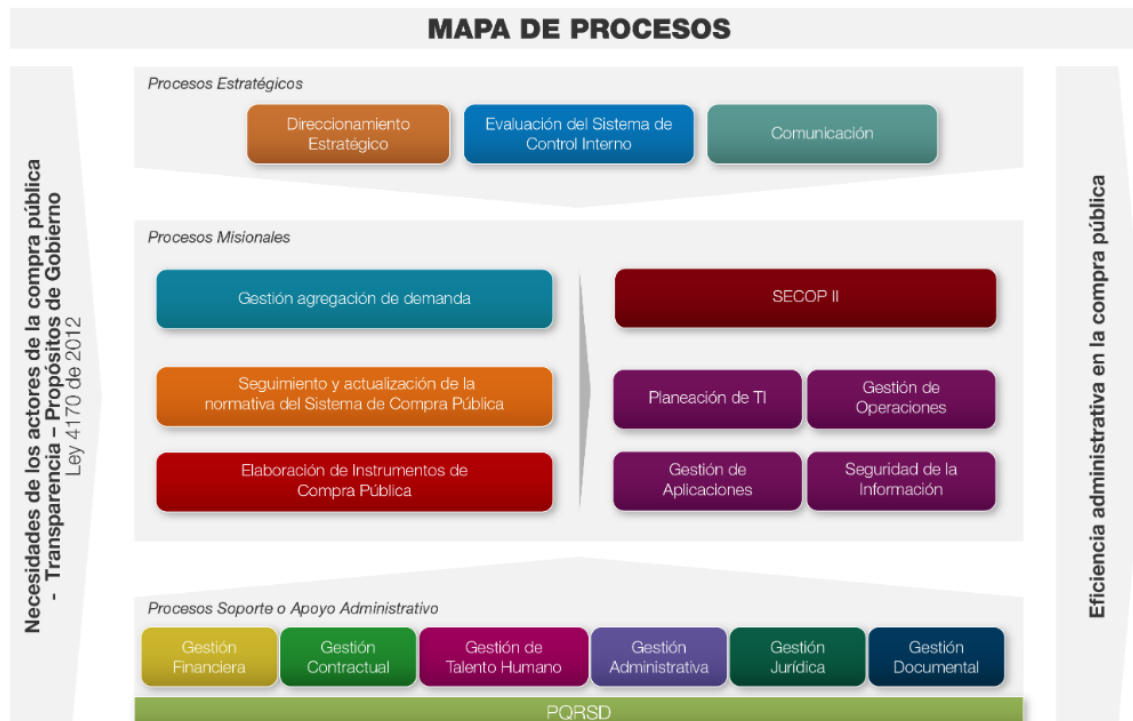 MAPA DE PROCESOS
Necesidades de los actores de la compra pública
- Transparencia – Propósitos de Gobierno
Ley 4170 de 2012
Procesos Estratégicos
Direccionamiento
Estratégico
Evaluación del Sistema de
Control Interno
Comunicación
Procesos Misionales
Gestión agregación de demanda
Seguimiento y actualización de la
normativa del Sistema de Compra Pública
Elaboración de Instrumentos de
Compra Pública
SECOP II
Planeación de TI
Gestión de
Operaciones
Gestión de
Aplicaciones
Seguridad de la
Información
Procesos Soporte o Apoyo Administrativo
Gestión
Financiera
Gestión
Contractual
Gestión de
Talento Humano
Gestión
Administrativa
Gestión
Jurídica
Gestión
Documental
PQRSD
Eficiencia administrativa en la compra pública